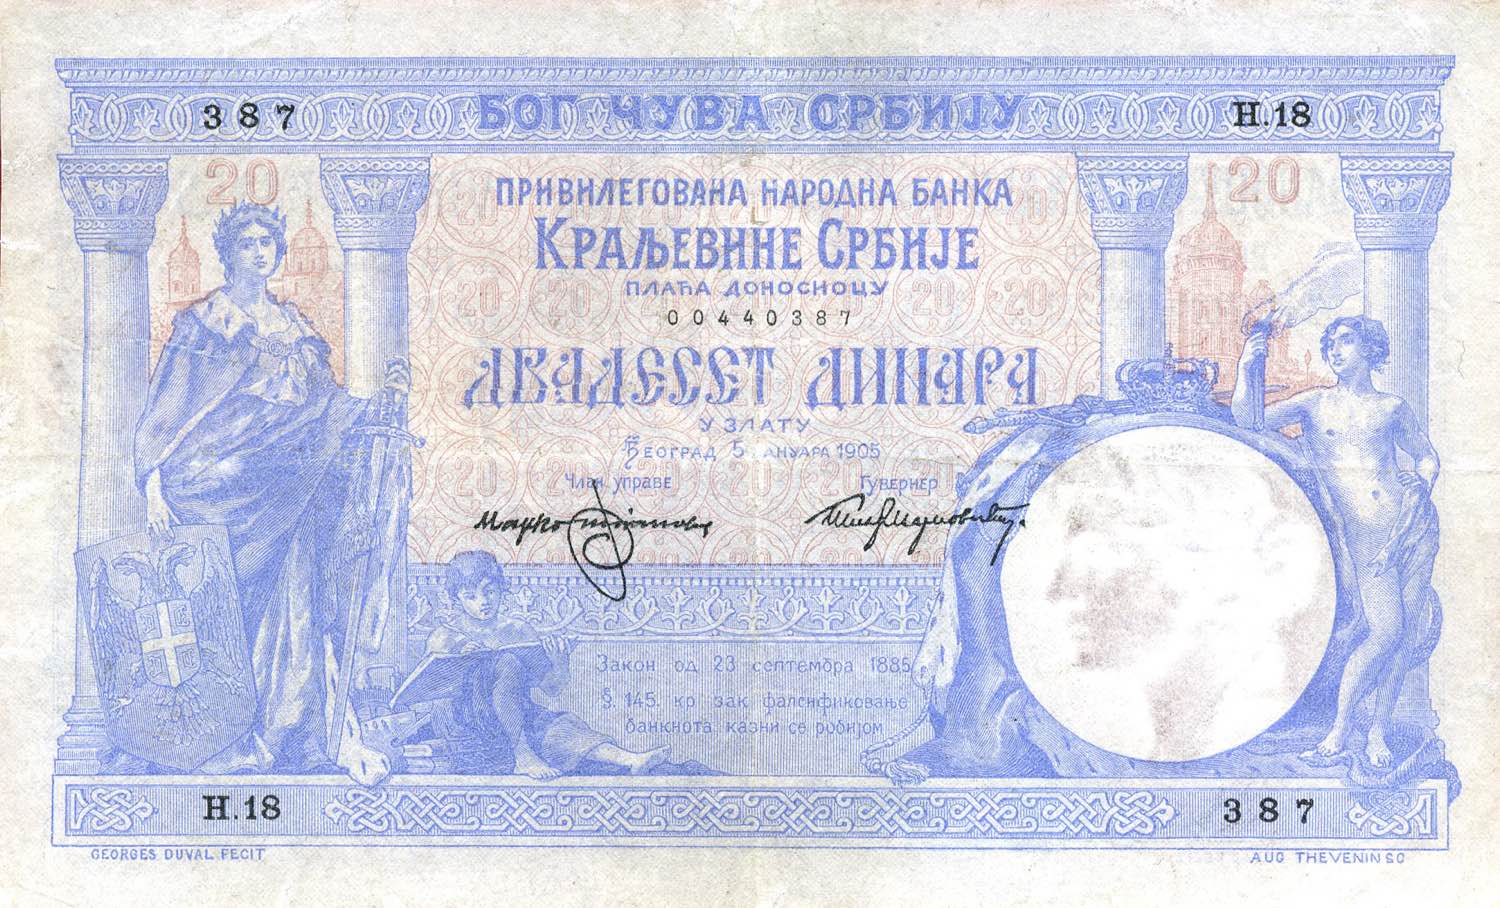 387 БОГ ЧУВА СРБИЈУ Н.18
20 20
ПРИВИЛЕГОВАНА НАРОДНА БАНКА
КРАЉЕВИНЕ СРБИЈЕ
ПЛАЋА ДОНОСИОЦУ
00440387
ДВАДЕСЕТ ДИНАРА
У ЗЛАТУ
БЕОГРАД 5 АНУАРА 1905
Члан управе Гувернер
Закон од 23 септембра 1885
§. 145. кр зак фалсификовање
банкнота казни се робијом
Н.18 387
GEORGES DUVAL FECIT AUG THEVENIN SC